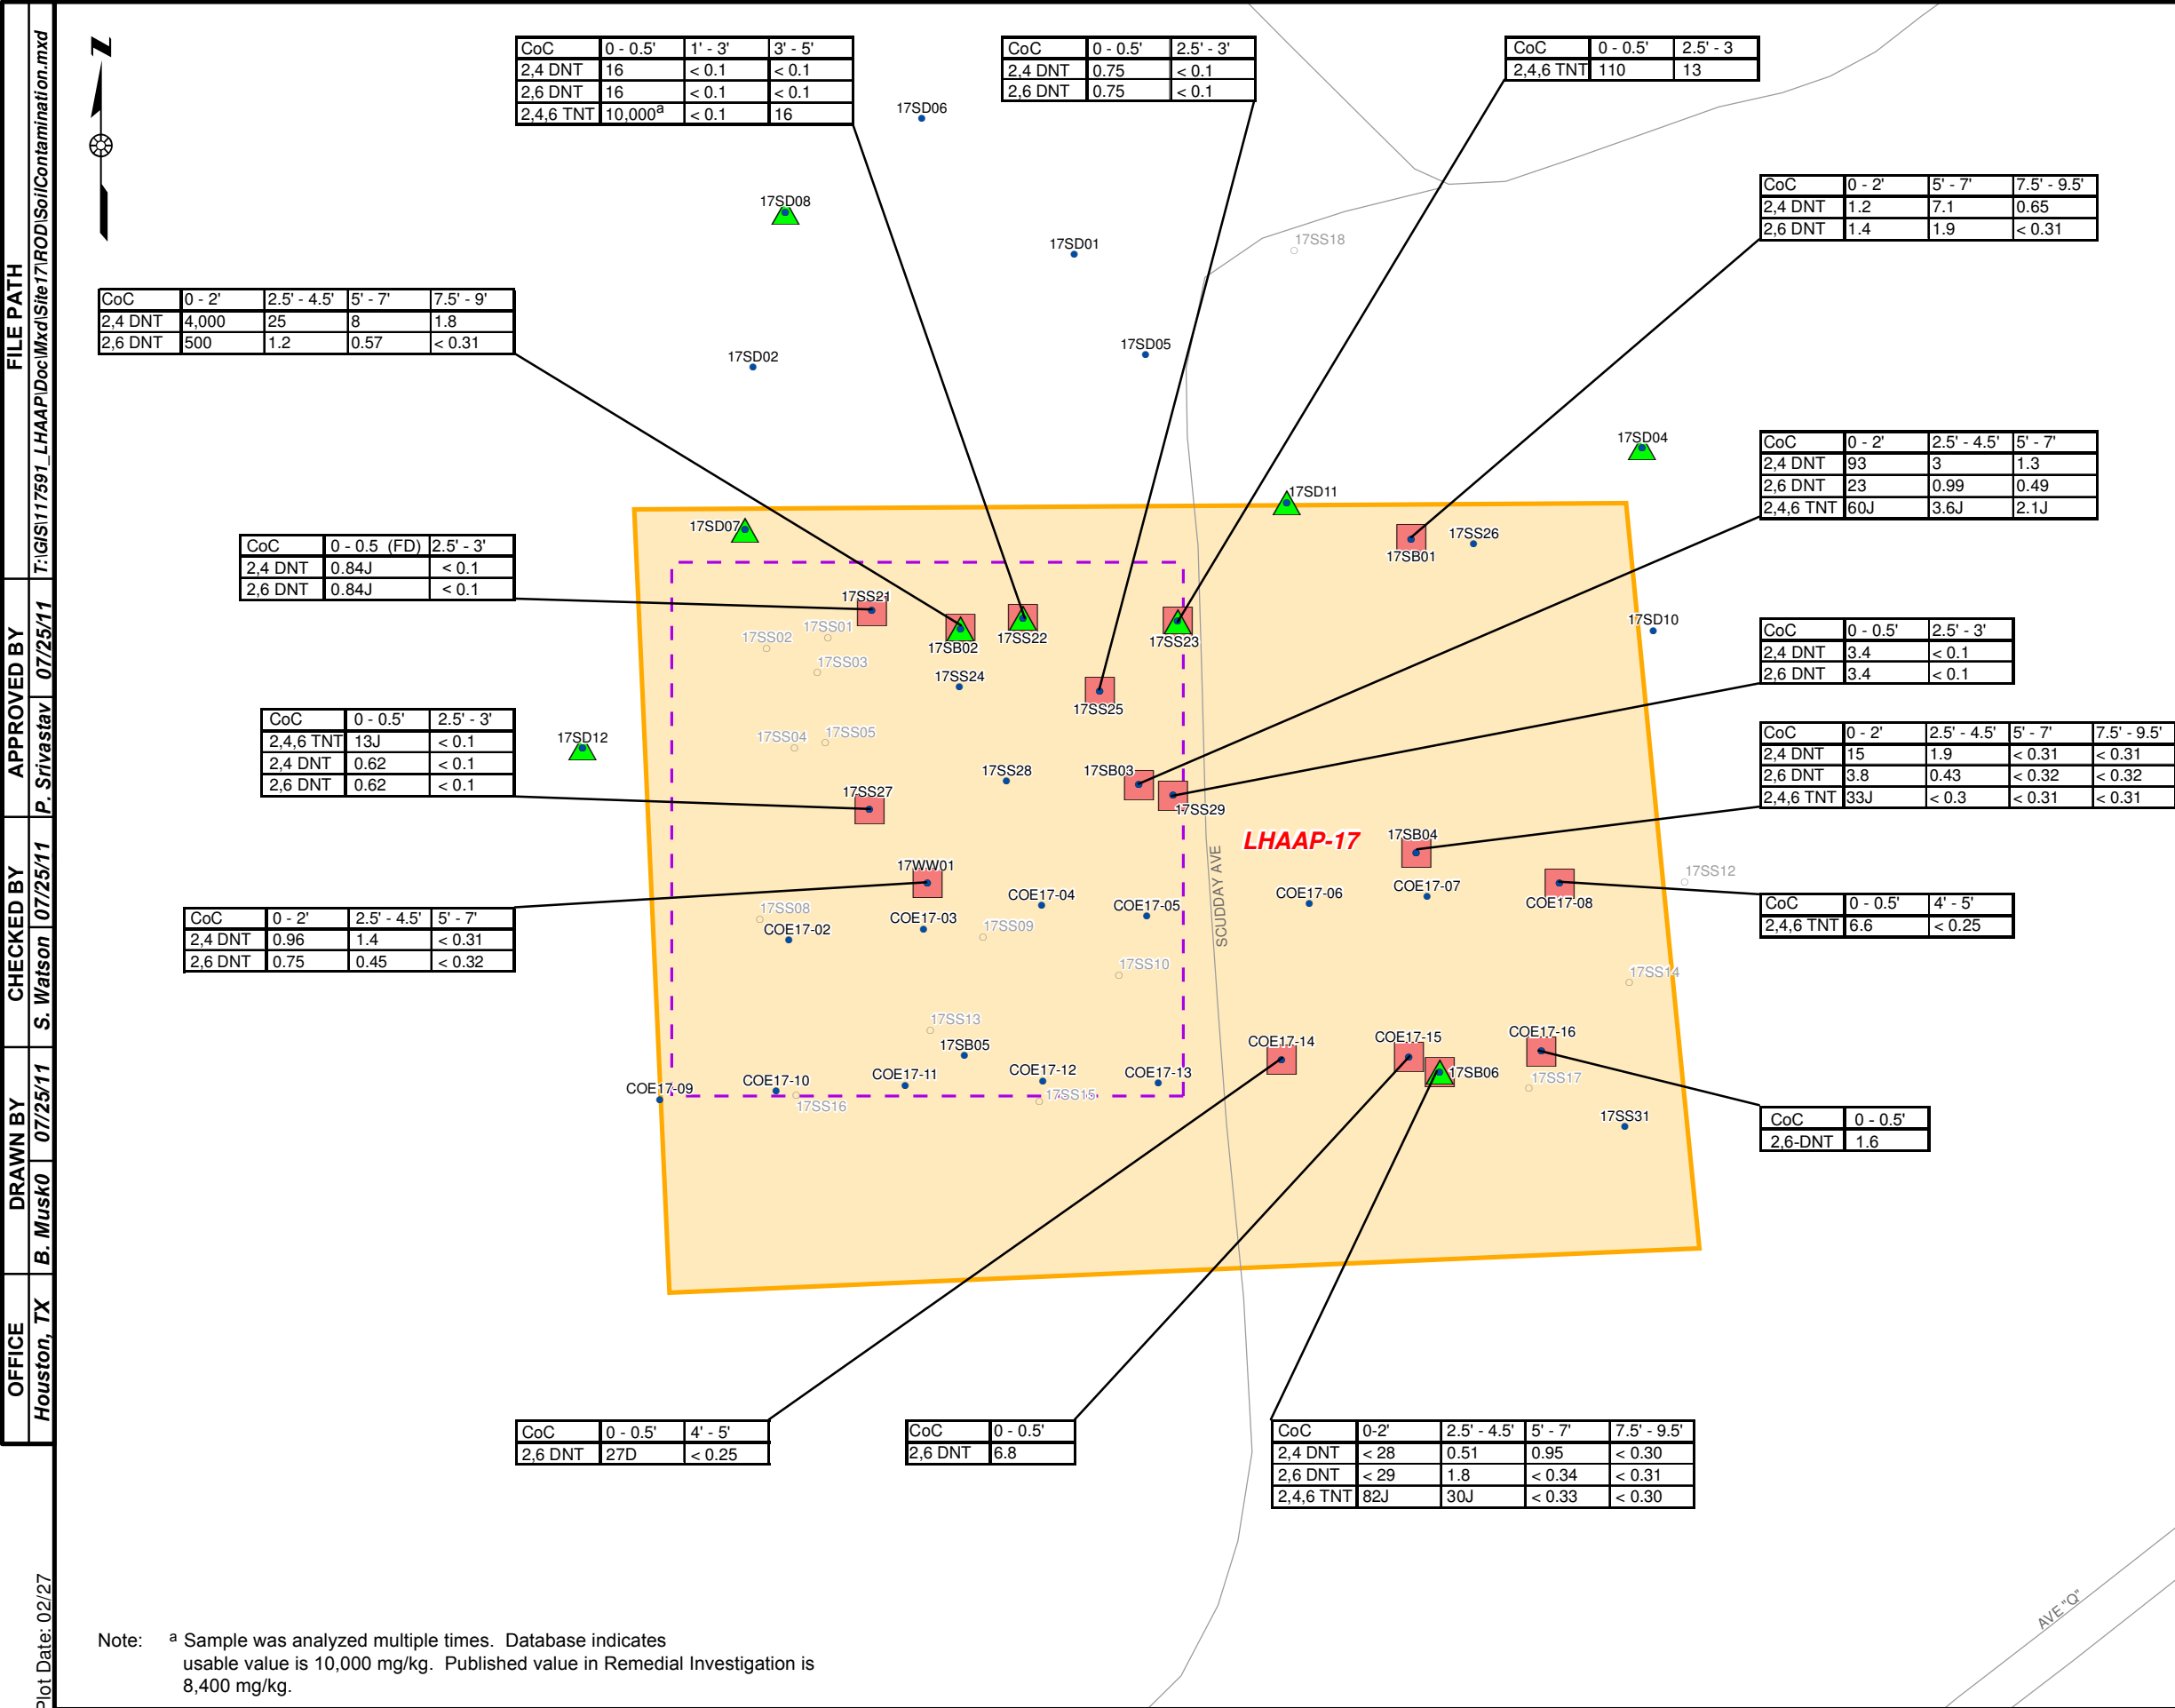 FILE PATH
T:\GIS\117591_LHAAP\Doc\Mxd\Site17\ROD\SoilContamination.mxd
APPROVED BY
P. Srivastav 07/25/11
CHECKED BY
S. Watson 07/25/11
DRAWN BY
B. Musk0 07/25/11
OFFICE
Houston, TX
Plot Date: 02/27
N
CoC 0 - 0.5' 1' - 3' 3' - 5'
2,4 DNT 16 < 0.1 < 0.1
2,6 DNT 16 < 0.1 < 0.1
2,4,6 TNT 10,000a < 0.1 16
CoC 0 - 0.5' 2.5' - 3'
2,4 DNT 0.75 < 0.1
2,6 DNT 0.75 < 0.1
CoC 0 - 0.5' 2.5' - 3
2,4,6 TNT 110 13
CoC 0 - 2' 5' - 7' 7.5' - 9.5'
2,4 DNT 1.2 7.1 0.65
2,6 DNT 1.4 1.9 < 0.31
CoC 0 - 2' 2.5' - 4.5' 5' - 7' 7.5' - 9'
2,4 DNT 4,000 25 8 1.8
2,6 DNT 500 1.2 0.57 < 0.31
CoC 0 - 2' 2.5' - 4.5' 5' - 7'
2,4 DNT 93 3 1.3
2,6 DNT 23 0.99 0.49
2,4,6 TNT 60J 3.6J 2.1J
CoC 0 - 0.5 (FD) 2.5' - 3'
2,4 DNT 0.84J < 0.1
2,6 DNT 0.84J < 0.1
CoC 0 - 0.5' 2.5' - 3'
2,4 DNT 3.4 < 0.1
2,6 DNT 3.4 < 0.1
CoC 0 - 0.5' 2.5' - 3'
2,4,6 TNT 13J < 0.1
2,4 DNT 0.62 < 0.1
2,6 DNT 0.62 < 0.1
CoC 0 - 2' 2.5' - 4.5' 5' - 7' 7.5' - 9.5'
2,4 DNT 15 1.9 < 0.31 < 0.31
2,6 DNT 3.8 0.43 < 0.32 < 0.32
2,4,6 TNT 33J < 0.3 < 0.31 < 0.31
CoC 0 - 2' 2.5' - 4.5' 5' - 7'
2,4 DNT 0.96 1.4 < 0.31
2,6 DNT 0.75 0.45 < 0.32
CoC 0 - 0.5' 4' - 5'
2,4,6 TNT 6.6 < 0.25
CoC 0 - 0.5'
2,6-DNT 1.6
CoC 0 - 0.5' 4' - 5'
2,6 DNT 27D < 0.25
CoC 0 - 0.5'
2,6 DNT 6.8
CoC 0-2' 2.5' - 4.5' 5' - 7' 7.5' - 9.5'
2,4 DNT < 28 0.51 0.95 < 0.30
2,6 DNT < 29 1.8 < 0.34 < 0.31
2,4,6 TNT 82J 30J < 0.33 < 0.30
17SD06
17SD08
17SD01
17SS18
17SD02
17SD05
17SD04
17SD11
17SD07
17SS26
17SB01
17SS21
17SS01
17SS02
17SS03
17SB02
17SS22
17SS23
17SD10
17SS24
17SS25
17SD12
17SS04
17SS05
17SS28
17SB03
17SS27
17SS29
LHAAP-17
SCUDDAY AVE
17SB04
17WW01
COE17-04
COE17-05
COE17-06
COE17-07
COE17-08
17SS12
17SS08
COE17-02
COE17-03
17SS09
17SS10
17SS14
17SS13
17SB05
COE17-14
COE17-15
COE17-16
17SB06
17SS17
COE17-09
COE17-10
COE17-11
COE17-12
COE17-13
17SS16
17SS15
17SS31
AVE "Q"
Note: a Sample was analyzed multiple times. Database indicates
usable value is 10,000 mg/kg. Published value in Remedial Investigation is
8,400 mg/kg.